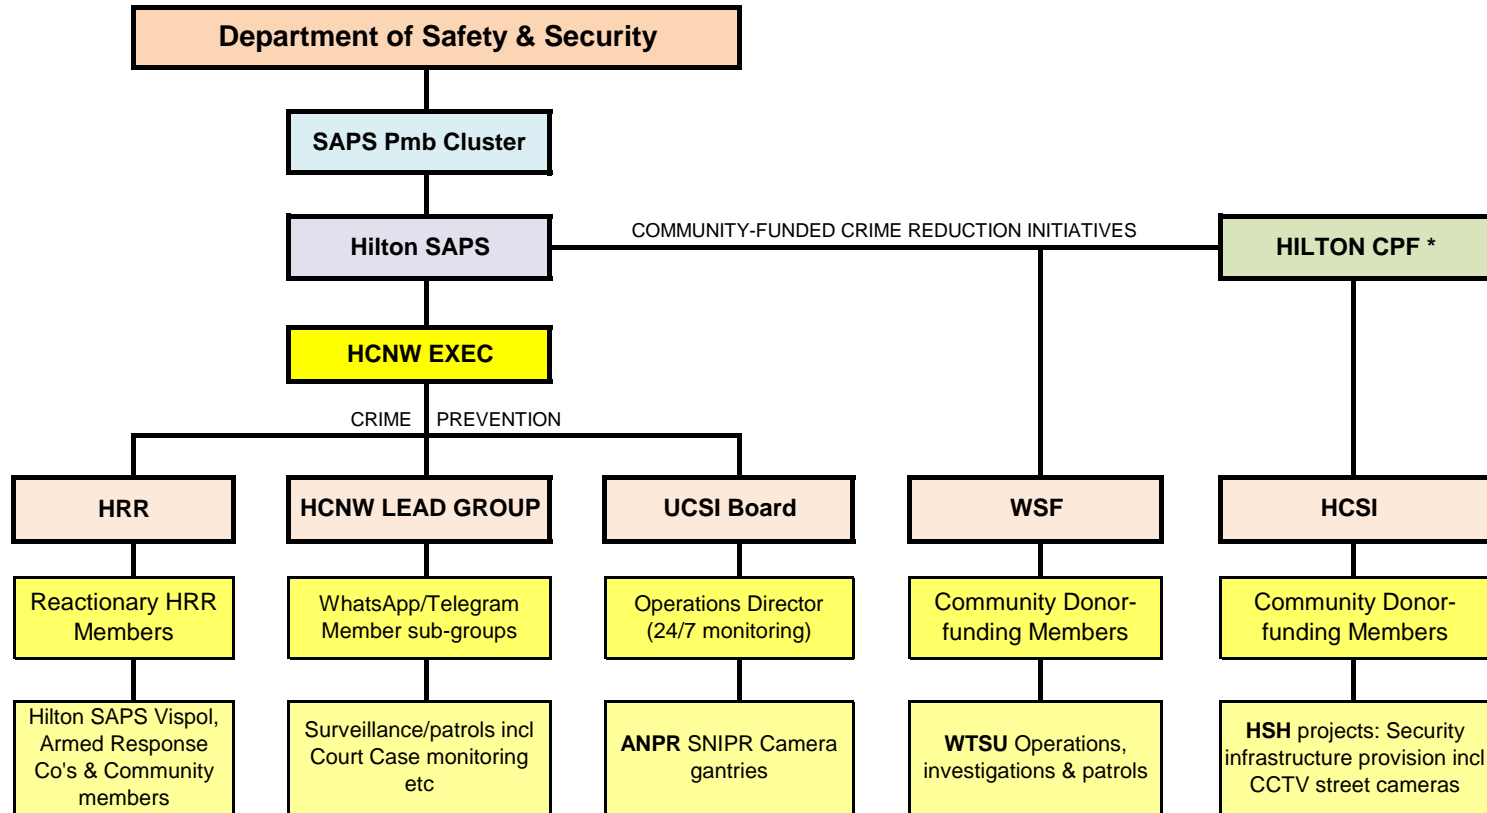 Department of Safety & Security
SAPS Pmb Cluster
Hilton SAPS
COMMUNITY-FUNDED CRIME REDUCTION INITIATIVES
HILTON CPF *
HCNW EXEC
CRIME PREVENTION
HRR
HCNW LEAD GROUP
UCSI Board
WSF
HCSI
Reactionary HRR
Members
WhatsApp/Telegram
Member sub-groups
Operations Director
(24/7 monitoring)
Community Donor-
funding Members
Community Donor-
funding Members
Hilton SAPS Vispol,
Armed Response
Co's & Community
members
Surveillance/patrols incl
Court Case monitoring
etc
ANPR SNIPR Camera
gantries
WTSU Operations,
investigations & patrols
HSH projects: Security
infrastructure provision incl
CCTV street cameras